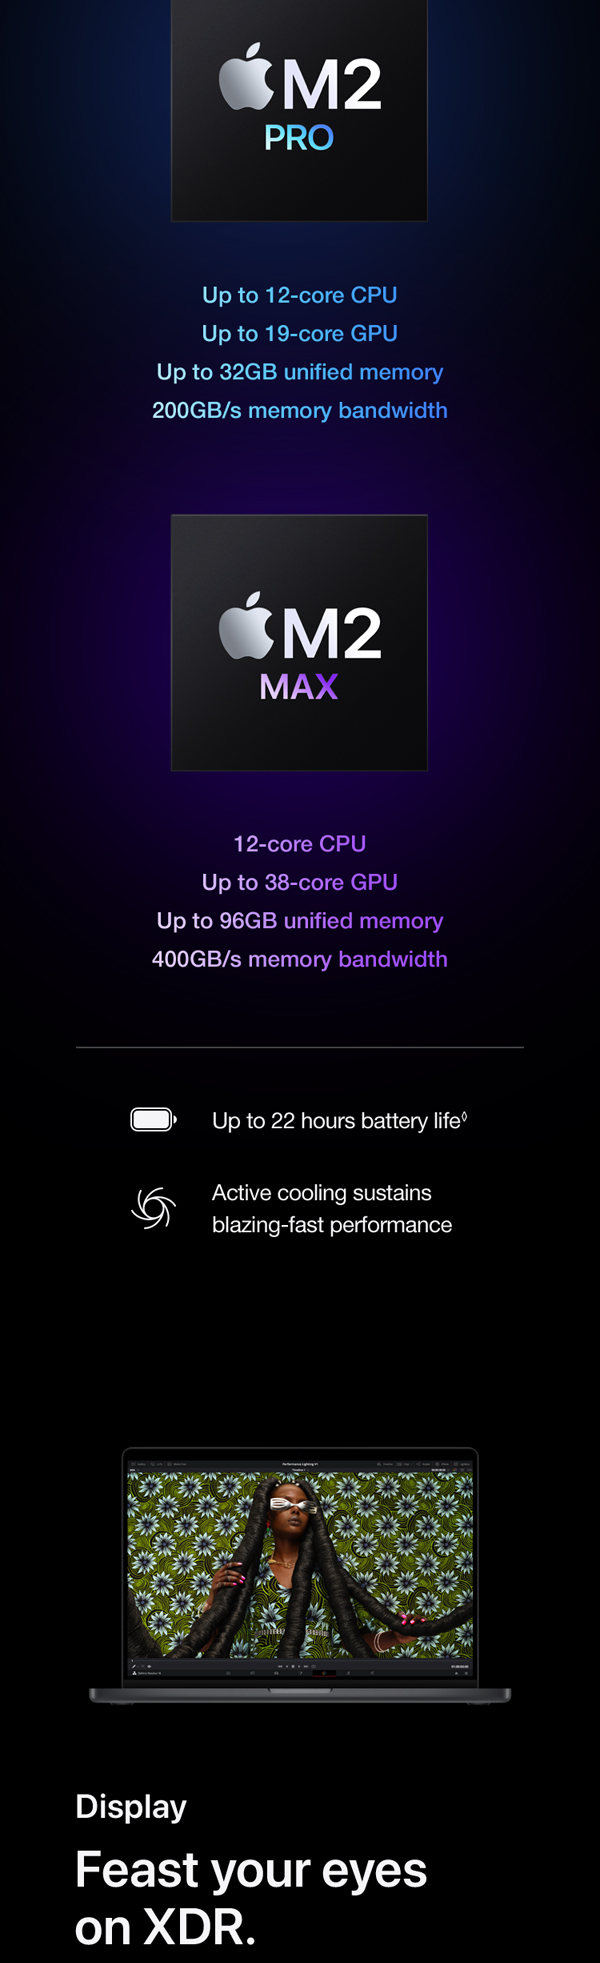 M2
PRO
Up to 12-core CPU
Up to 19-core GPU
Up to 32GB unified memory
200GB/s memory bandwidth
M2
MAX
12-core CPU
Up to 38-core GPU
Up to 96GB unified memory
400GB/s memory bandwidth
Up to 22 hours battery life◊
Active cooling sustains
blazing-fast performance
Display
Feast your eyes
on XDR.